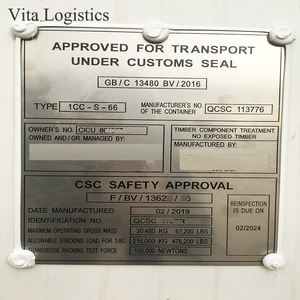 Vita Logistics
APPROVED FOR TRANSPORT
UNDER CUSTOMS SEAL
GB/C 13480 BV/2016
TYPE 1CC-S-66 MANUFACTURER'S NO. OF THE CONTAINER QCSC 113776
OWNER'S NO. CICU
OWNED AND/OR MANAGED BY:
TIMBER COMPONENT TREATMENT
NO EXPOSED TIMBER
BY:
CSC SAFETY APPROVAL
F/BV/1362
DATE MANUFACTURED 02/2019
IDENTIFICATION NO. QCSC
MAXIMUM OPERATING GROSS MASS 30,480 KG 67,200 LBS
ALLOWABLE STACKING LOAD FOR 1.8G 216,000 KG 476,200 LBS
TRANSVERSE RACKING TEST FORCE 150,000 NEWTONS
REINSPECTION
IS DUE ON
02/2024